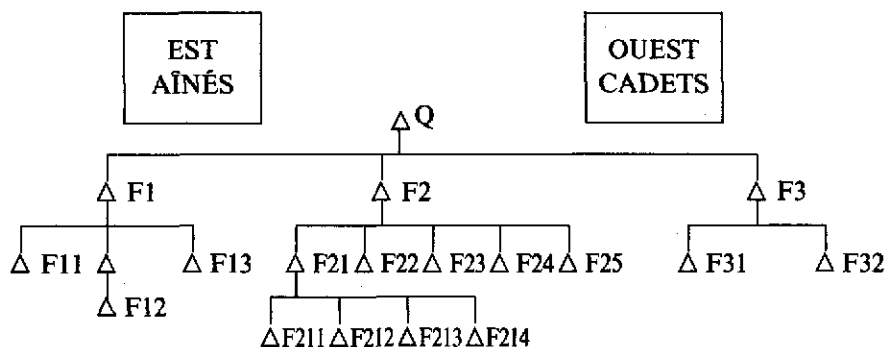 EST
AÎNÉS
OUEST
CADETS
Q
F1 F2 F3
F11 F13 F21 F22 F23 F24 F25 F31 F32
F12
F211 F212 F213 F214